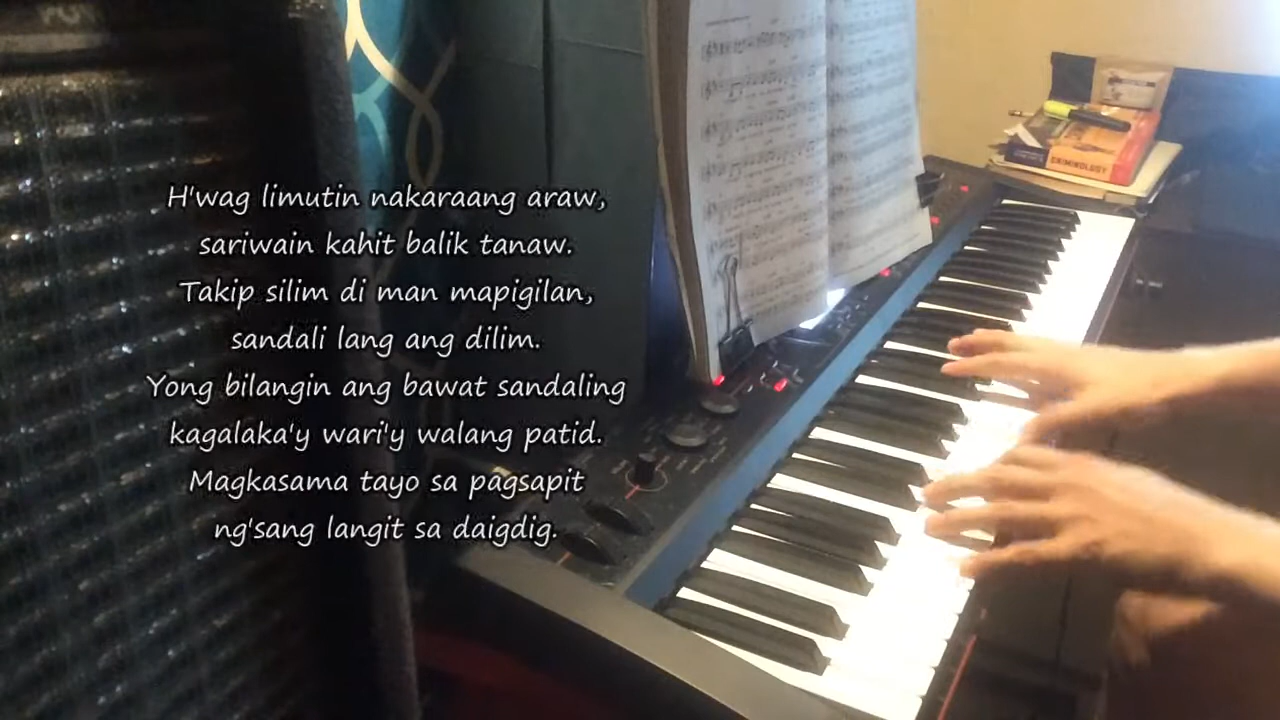 H'wag limutin nakaraang araw,
sariwain kahit balik tanaw.
Takip silim di man mapigilan,
sandali lang ang dilim.
Yong bilangin ang bawat sandaling
kagalaka'y wari'y walang patid.
Magkasama tayo sa pagsapit
ng'sang langit sa daigdig.
CRIMINOLOGY